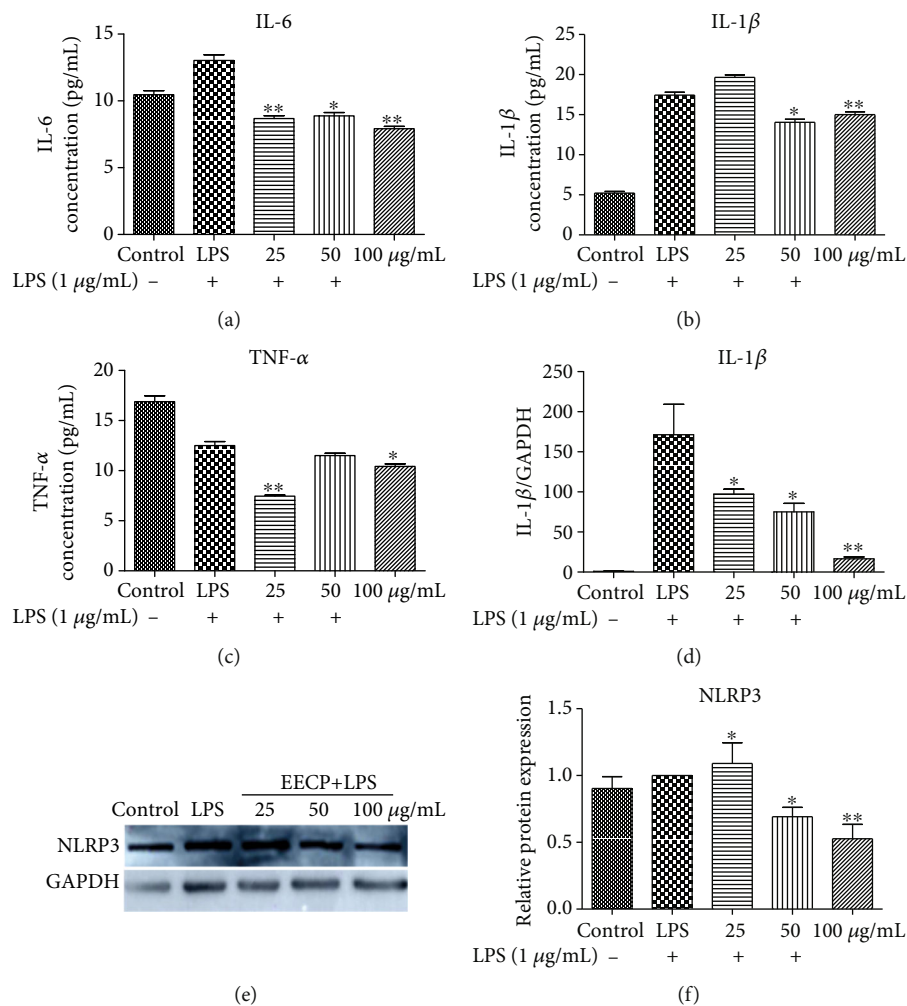 IL-6
IL-6
concentration (pg/mL)
15
10
5
0
Control LPS 25 50 100 μg/mL
LPS (1 μg/mL) – + + +
** * **
(a)
IL-1β
IL-1β
concentration (pg/mL)
25
20
15
10
5
0
Control LPS 25 50 100 μg/mL
LPS (1 μg/mL) – + + +
* **
(b)
TNF-α
TNF-α
concentration (pg/mL)
20
15
10
5
0
Control LPS 25 50 100 μg/mL
LPS (1 μg/mL) – + + +
** *
(c)
IL-1β
IL-1β/GAPDH
250
200
150
100
50
0
Control LPS 25 50 100 μg/mL
LPS (1 μg/mL) – + + +
* * **
(d)
EECP+LPS
Control LPS 25 50 100 μg/mL
NLRP3
GAPDH
(e)
NLRP3
Relative protein expression
1.5
1.0
0.5
0.0
Control LPS 25 50 100 μg/mL
LPS (1 μg/mL) – + + +
* * **
(f)